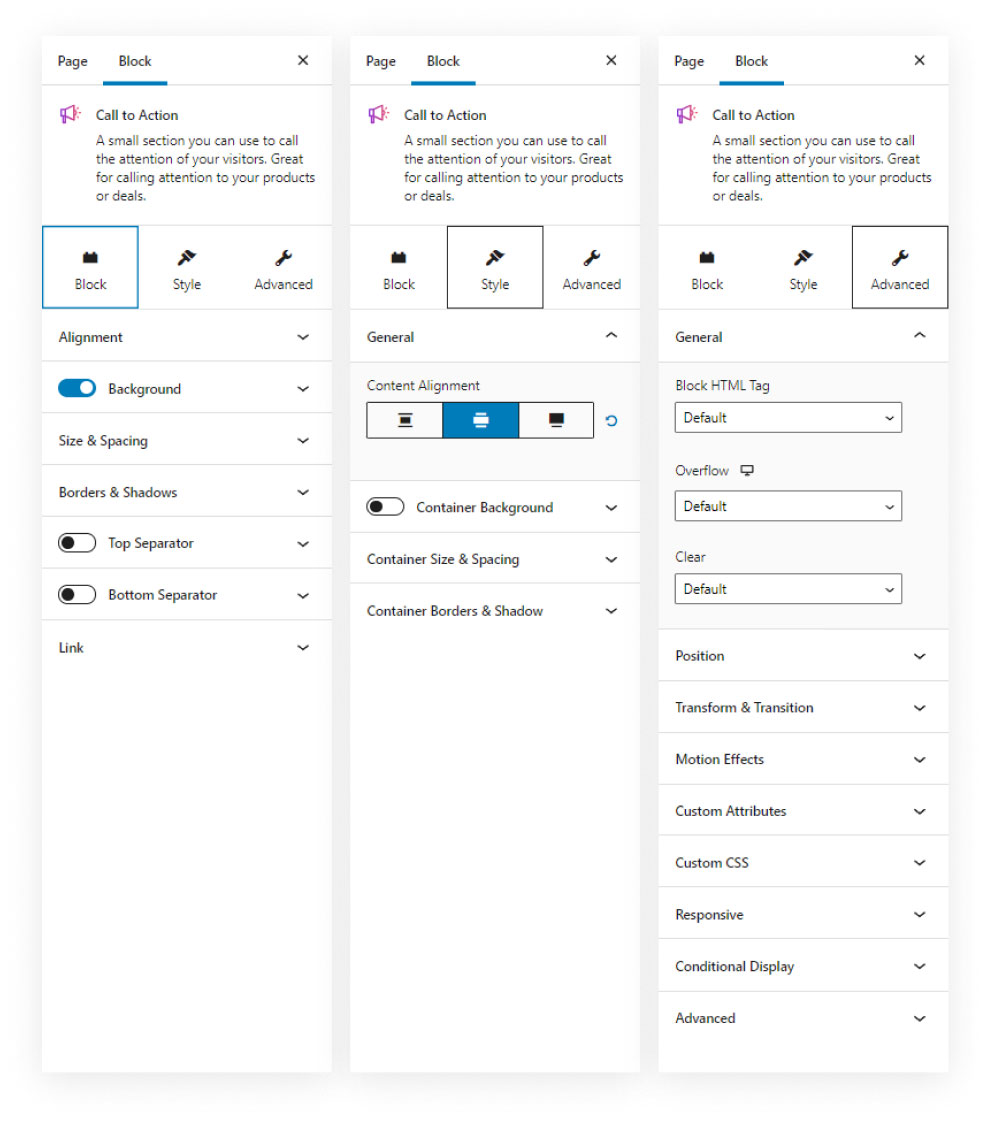 Page Block
Call to Action
A small section you can use to call
the attention of your visitors. Great
for calling attention to your products
or deals.
Block Style Advanced
Alignment
Background
Size & Spacing
Borders & Shadows
Top Separator
Bottom Separator
Link
Page Block
Call to Action
A small section you can use to call
the attention of your visitors. Great
for calling attention to your products
or deals.
Block Style Advanced
General
Content Alignment
Container Background
Container Size & Spacing
Container Borders & Shadow
Page Block
Call to Action
A small section you can use to call
the attention of your visitors. Great
for calling attention to your products
or deals.
Block Style Advanced
General
Block HTML Tag
Default
Overflow
Default
Clear
Default
Position
Transform & Transition
Motion Effects
Custom Attributes
Custom CSS
Responsive
Conditional Display
Advanced